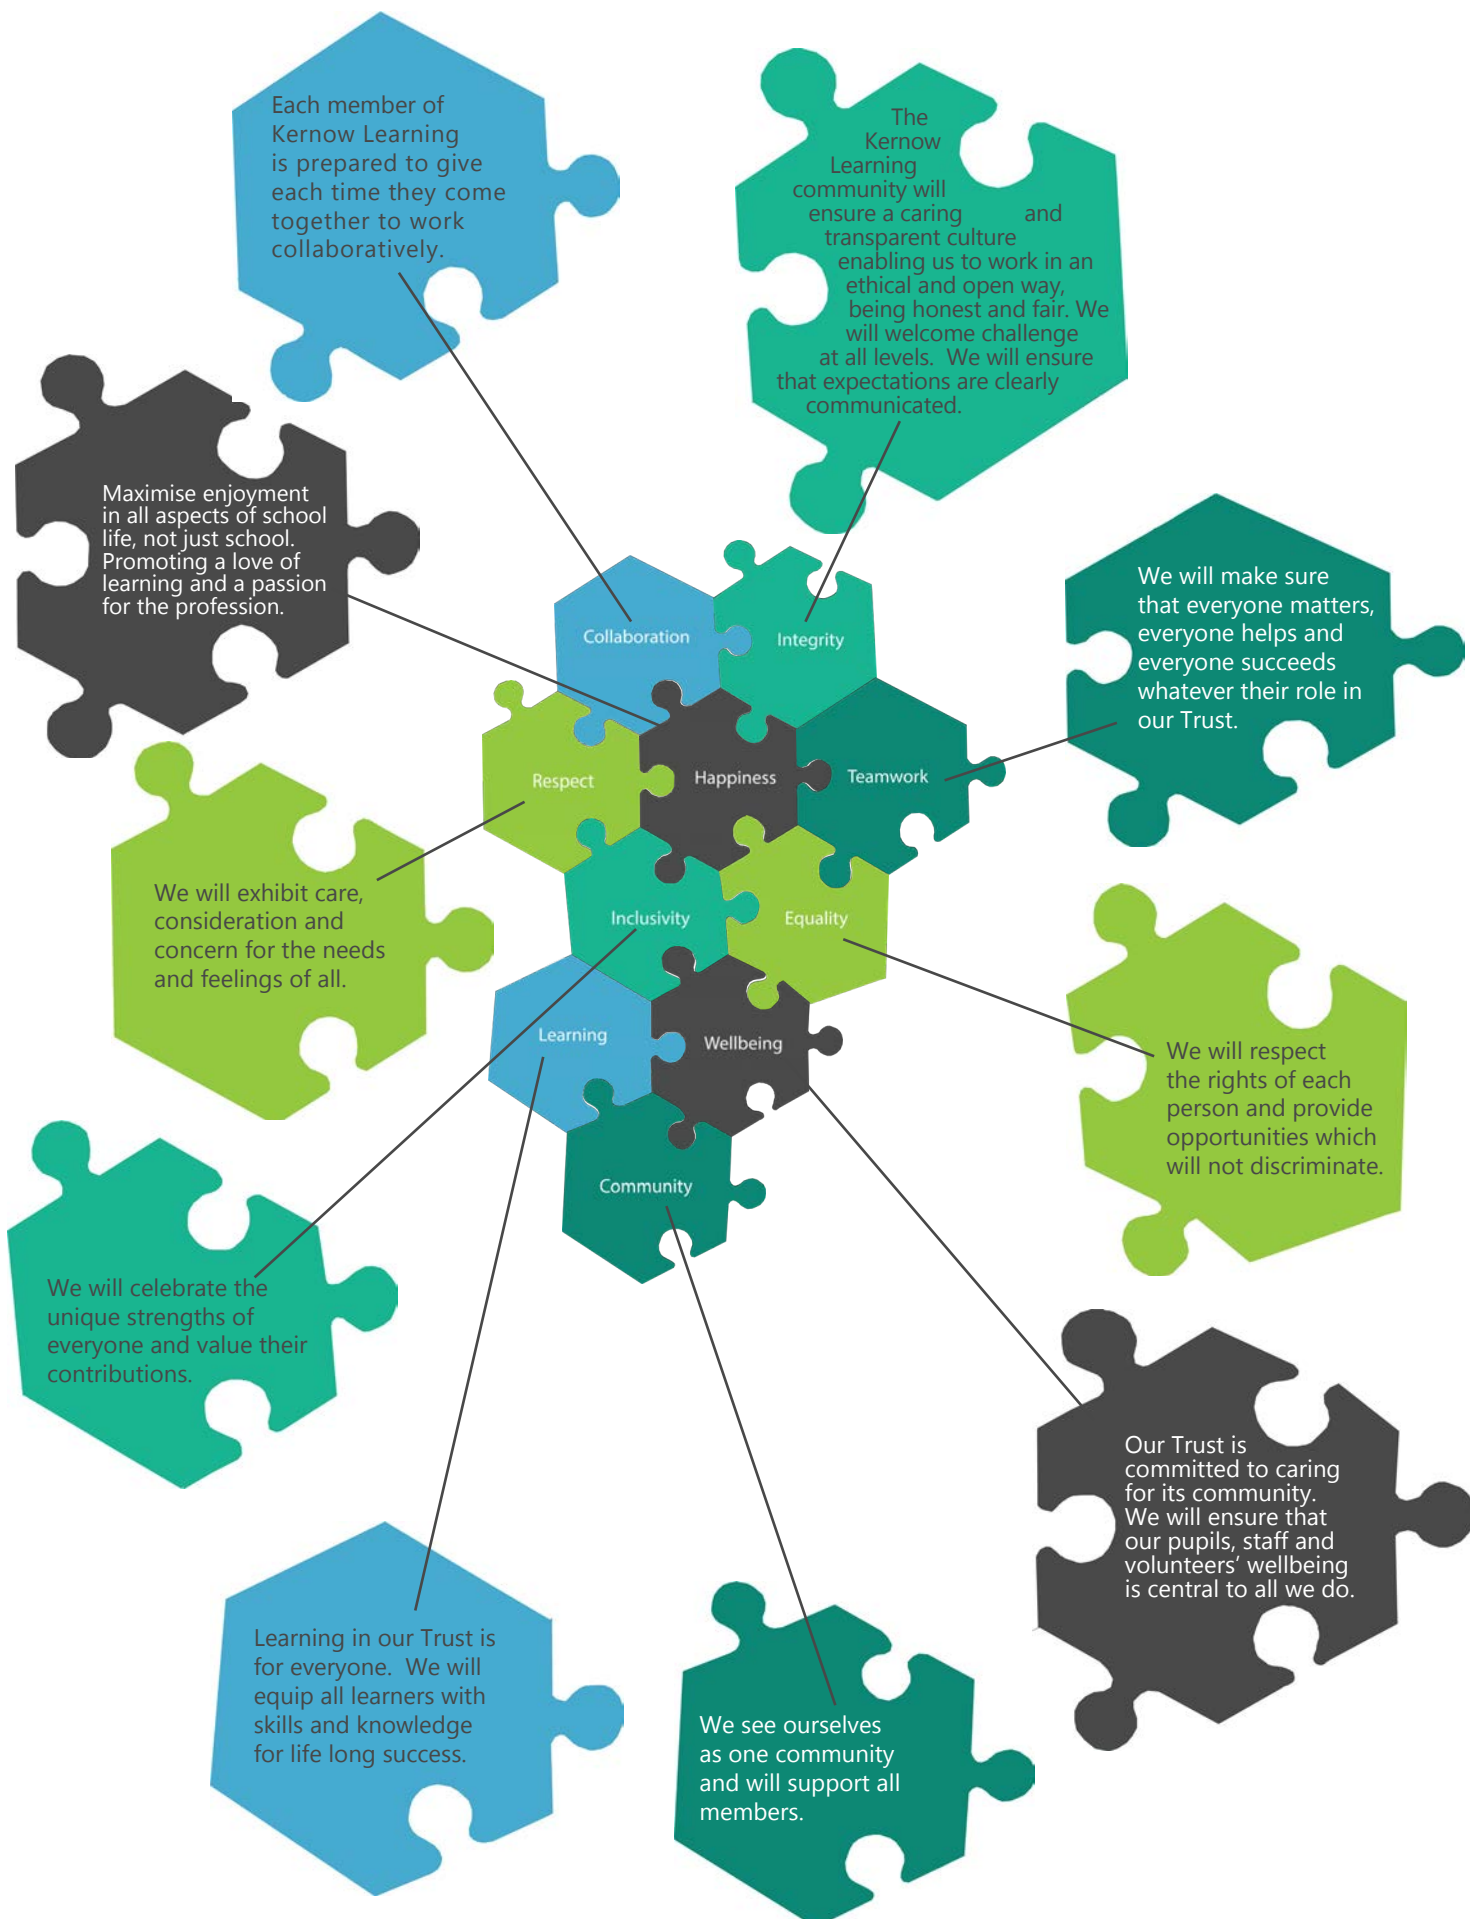 Each member of
Kernow Learning
is prepared to give
each time they come
together to work
collaboratively.
The
Kernow
Learning
community will
ensure a caring and
transparent culture
enabling us to work in an
ethical and open way,
being honest and fair. We
will welcome challenge
at all levels. We will ensure
that expectations are clearly
communicated.
Maximise enjoyment
in all aspects of school
life, not just school.
Promoting a love of
learning and a passion
for the profession.
We will make sure
that everyone matters,
everyone helps and
everyone succeeds
whatever their role in
our Trust.
Collaboration
Integrity
Respect
Happiness
Teamwork
Inclusivity
Equality
Learning
Wellbeing
Community
We will exhibit care,
consideration and
concern for the needs
and feelings of all.
We will respect
the rights of each
person and provide
opportunities which
will not discriminate.
We will celebrate the
unique strengths of
everyone and value their
contributions.
Our Trust is
committed to caring
for its community.
We will ensure that
our pupils, staff and
volunteers’ wellbeing
is central to all we do.
Learning in our Trust is
for everyone. We will
equip all learners with
skills and knowledge
for life long success.
We see ourselves
as one community
and will support all
members.